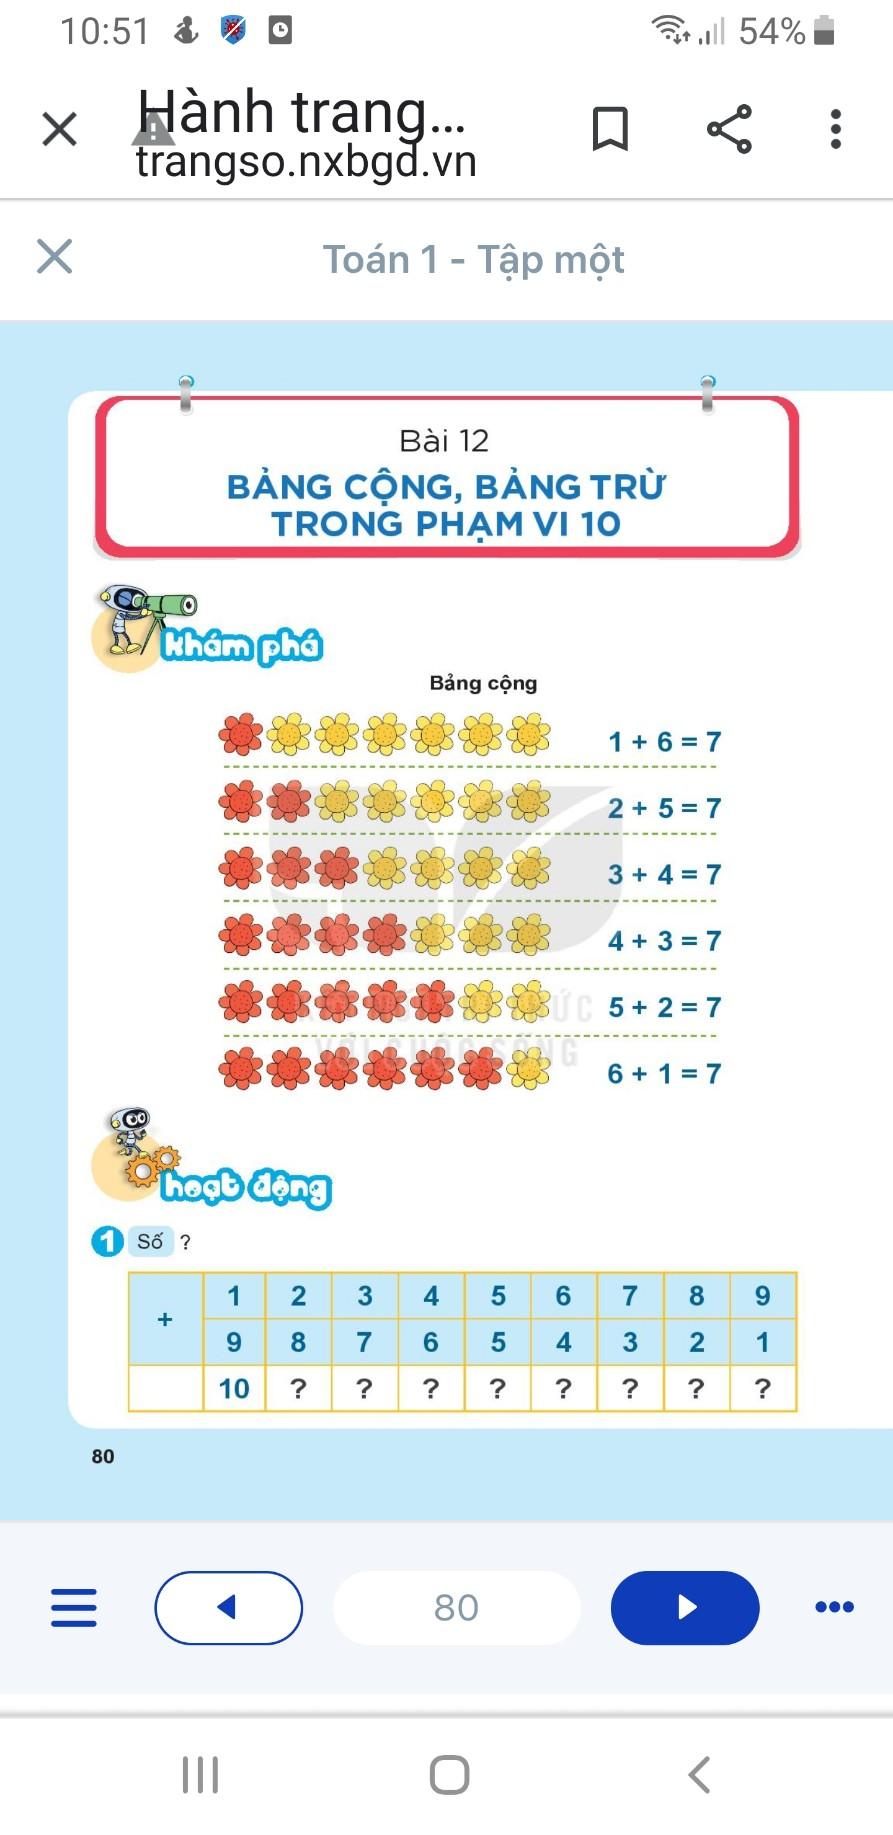 10:51
54%
Hành trang...
trangso.nxbgd.vn
Toán 1 - Tập một
Bài 12
BẢNG CỘNG, BẢNG TRỪ
TRONG PHẠM VI 10
khám phá
Bảng cộng
1 + 6 = 7
2 + 5 = 7
3 + 4 = 7
4 + 3 = 7
5 + 2 = 7
6 + 1 = 7
VỚI CUỘC SỐNG
hoạt động
1 Số ?
+ 1 2 3 4 5 6 7 8 9
9 8 7 6 5 4 3 2 1
10 ? ? ? ? ? ? ? ?
80
80